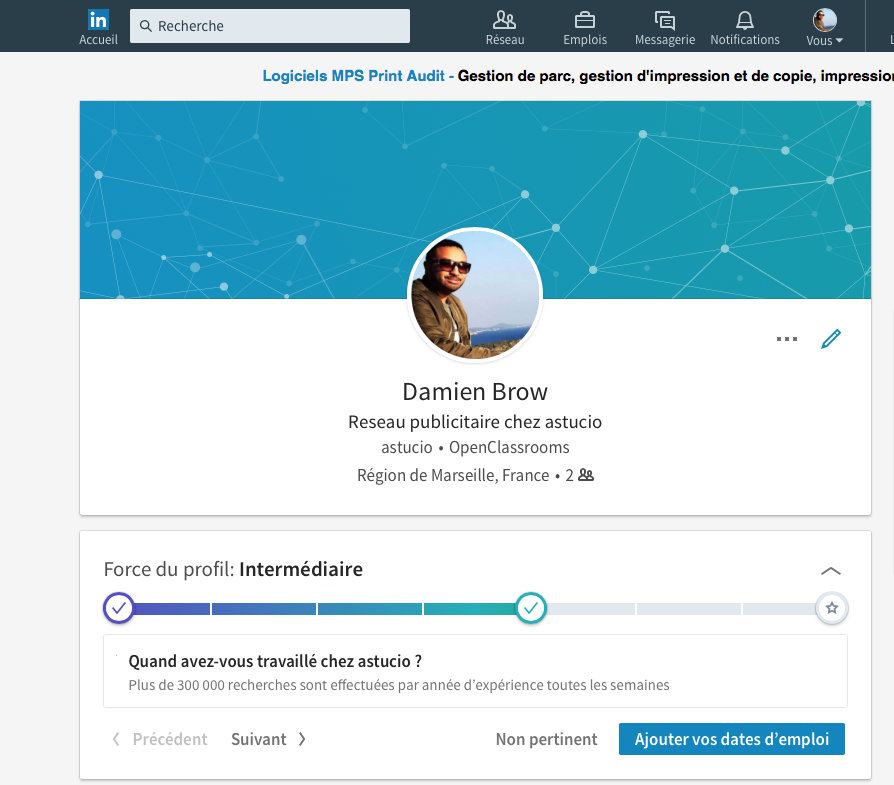 in
Recherche
Accueil
Réseau
Emplois
Messagerie
Notifications
Vous
Logiciels MPS Print Audit - Gestion de parc, gestion d'impression et de copie, impression
Damien Brow
Reseau publicitaire chez astucio
astucio • OpenClassrooms
Région de Marseille, France • 2
Force du profil: Intermédiaire
Quand avez-vous travaillé chez astucio ?
Plus de 300 000 recherches sont effectuées par année d'expérience toutes les semaines
Précédent
Suivant
Non pertinent
Ajouter vos dates d'emploi